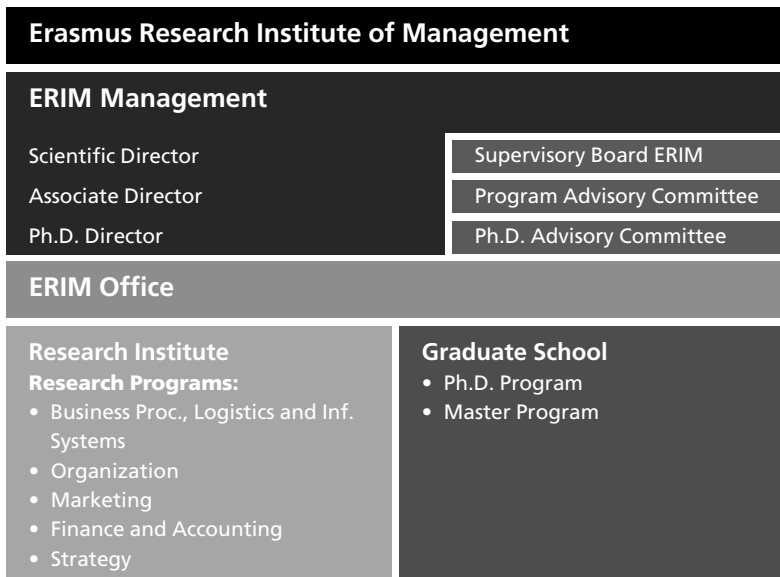 Erasmus Research Institute of Management
ERIM Management
Scientific Director
Supervisory Board ERIM
Associate Director
Program Advisory Committee
Ph.D. Director
Ph.D. Advisory Committee
ERIM Office
Research Institute
Research Programs:
• Business Proc., Logistics and Inf.
Systems
• Organization
• Marketing
• Finance and Accounting
• Strategy
Graduate School
• Ph.D. Program
• Master Program